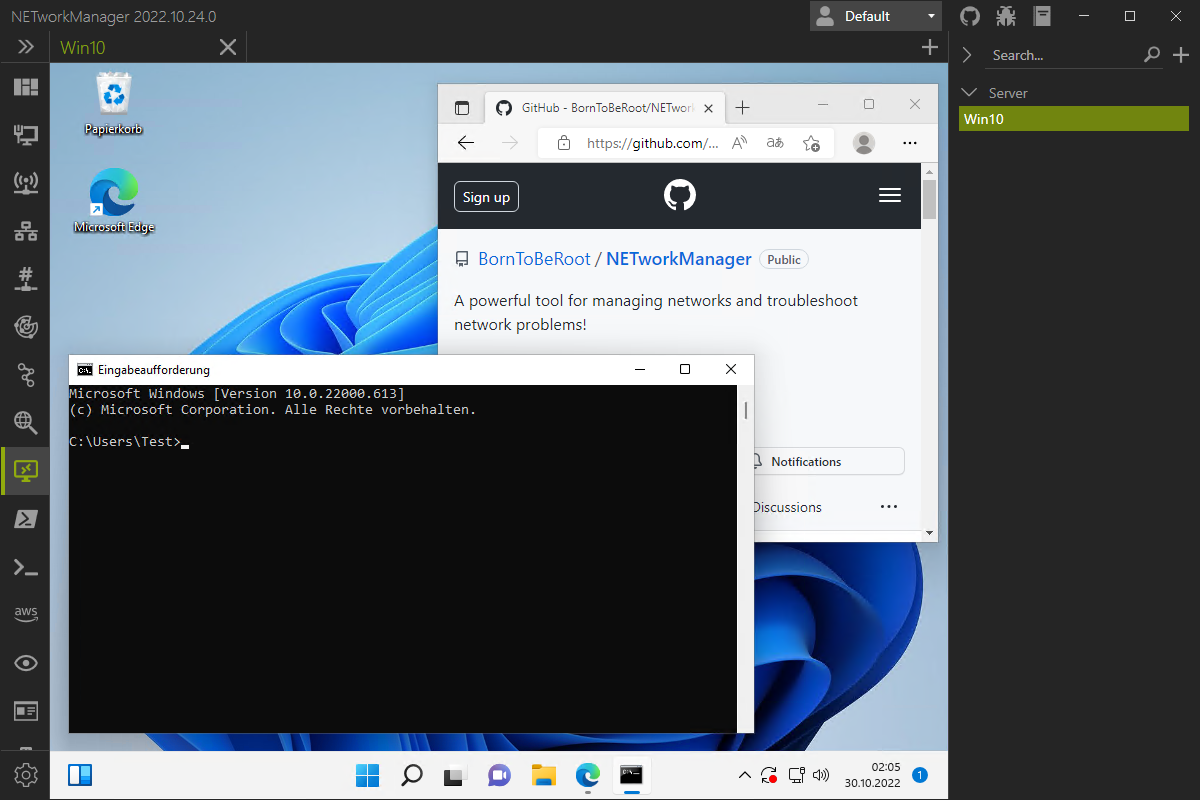 NETworkManager 2022.10.24.0
Default
Win10
Search...
Server
Win10
aws
Papierkorb
Microsoft Edge
GitHub - BornToBeRoot/NETwork
https://github.com/...
Sign up
BornToBeRoot / NETworkManager Public
A powerful tool for managing networks and troubleshoot
network problems!
Notifications
Discussions
Eingabeaufforderung
Microsoft Windows [Version 10.0.22000.613]
(c) Microsoft Corporation. Alle Rechte vorbehalten.
C:\Users\Test>
02:05
30.10.2022
1